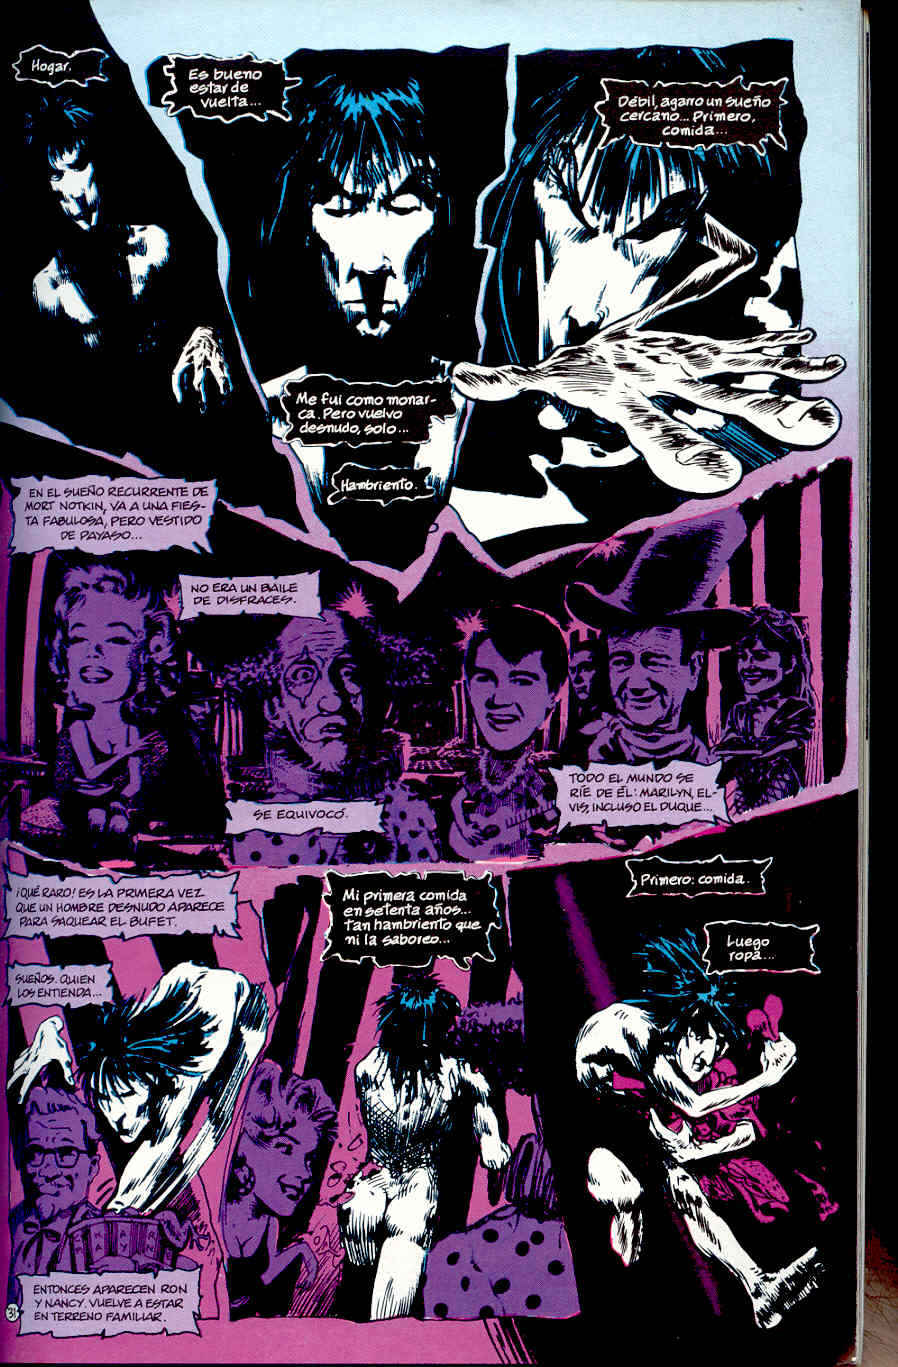 Hogar.
Es bueno
estar de
vuelta...
Débil, agarro un sueño
cercano... Primero,
comida...
Me fui como monar-
ca. Pero vuelvo
desnudo, solo...
Hambriento.
EN EL SUEÑO RECURRENTE DE
MORT NOTKIN, VA A UNA FIES-
TA FABULOSA, PERO VESTIDO
DE PAYASO...
NO ERA UN BAILE
DE DISFRACES.
SE EQUIVOCÓ.
TODO EL MUNDO SE
RÍE DE ÉL: MARILYN, EL-
VIS, INCLUSO EL DUQUE...
¡QUÉ RARO! ES LA PRIMERA VEZ
QUE UN HOMBRE DESNUDO APARECE
PARA SAQUEAR EL BUFET.
SUEÑOS. QUIEN
LOS ENTIENDA...
Mi primera comida
en setenta años...
tan hambriento que
ni la saboreo...
Primero: comida.
Luego
ropa...
ENTONCES APARECEN RON
Y NANCY. VUELVE A ESTAR
EN TERRENO FAMILIAR.
31